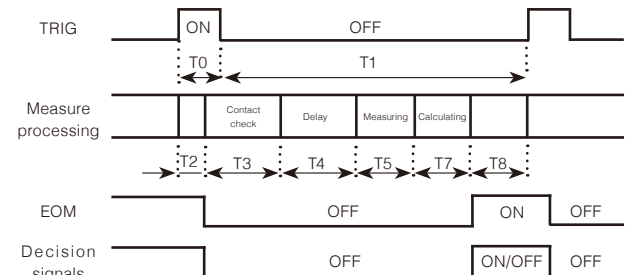 TRIG ON OFF
T0 T1
Measure processing Contact check Delay Measuring Calculating
T2 T3 T4 T5 T7 T8
EOM OFF ON OFF
Decision signals OFF ON/OFF OFF